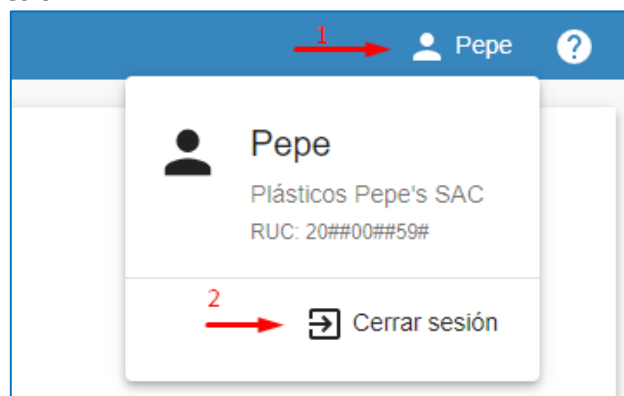 1
Pepe
?
Pepe
Plásticos Pepe's SAC
RUC: 20##00##59#
2
Cerrar sesión